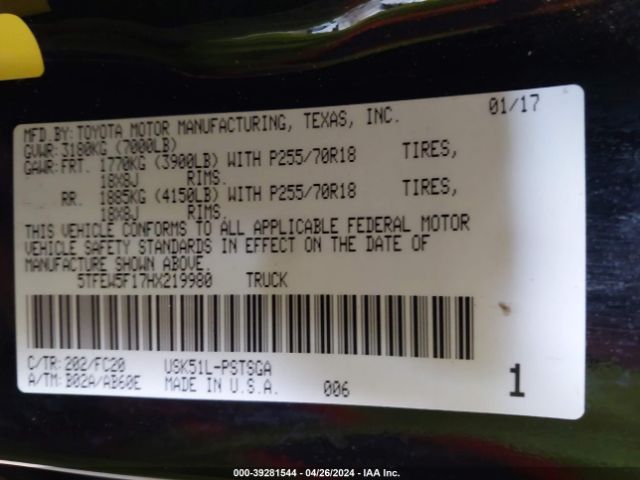 MFD.BY:TOYOTA MOTOR MANUFACTURING, TEXAS, INC. 01/17
GVWR:3180KG (7000LB)
GAWR:FRT. 1770KG (3900LB) WITH P255/70R18 TIRES,
18X8J RIMS.
RR. 1885KG (4150LB) WITH P255/70R18 TIRES,
18X8J RIMS.
THIS VEHICLE CONFORMS TO ALL APPLICABLE FEDERAL MOTOR
VEHICLE SAFETY STANDARDS IN EFFECT ON THE DATE OF
MANUFACTURE SHOWN ABOVE.
5TFEW5F17HX219980 TRUCK
C/TR:202/FC20 USK51L-PSTSGA
A/TM:B02A/AB60E MADE IN U.S.A. 006 1
000-39281544 - 04/26/2024 - IAA Inc.